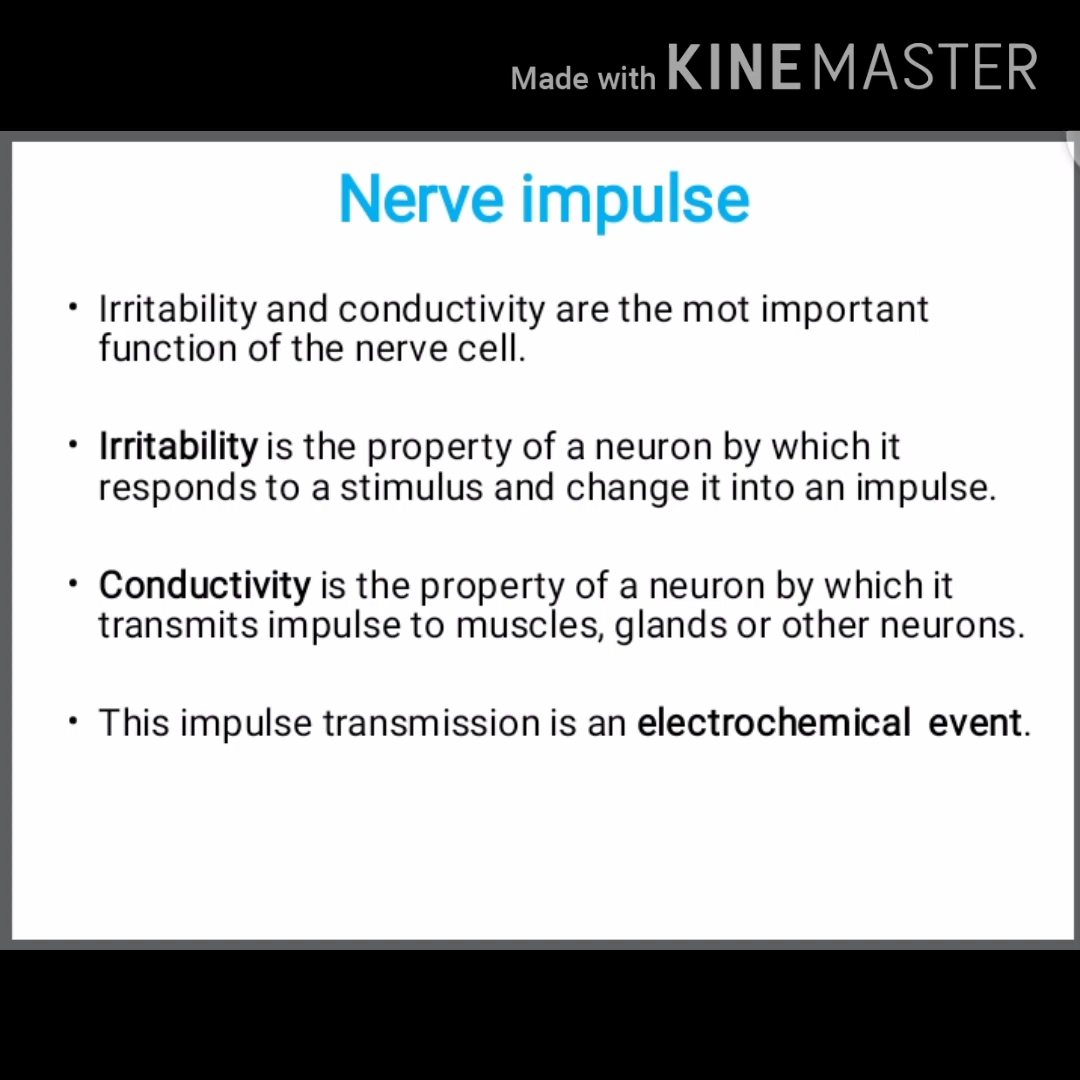 Made with KINEMASTER
Nerve impulse
• Irritability and conductivity are the mot important
function of the nerve cell.
• Irritability is the property of a neuron by which it
responds to a stimulus and change it into an impulse.
• Conductivity is the property of a neuron by which it
transmits impulse to muscles, glands or other neurons.
• This impulse transmission is an electrochemical event.